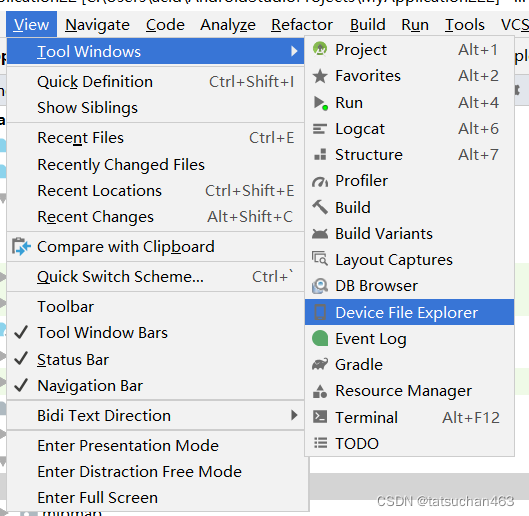 View Navigate Code Analyze Refactor Build Run Tools VCS
Tool Windows
Quick Definition Ctrl+Shift+I
Show Siblings
Recent Files Ctrl+E
Recently Changed Files
Recent Locations Ctrl+Shift+E
Recent Changes Alt+Shift+C
Compare with Clipboard
Quick Switch Scheme... Ctrl+`
Toolbar
Tool Window Bars
Status Bar
Navigation Bar
Bidi Text Direction
Enter Presentation Mode
Enter Distraction Free Mode
Enter Full Screen
Project Alt+1
Favorites Alt+2
Run Alt+4
Logcat Alt+6
Structure Alt+7
Profiler
Build
Build Variants
Layout Captures
DB Browser
Device File Explorer
Event Log
Gradle
Resource Manager
Terminal Alt+F12
TODO
mipmap
CSDN @tatsuchan463